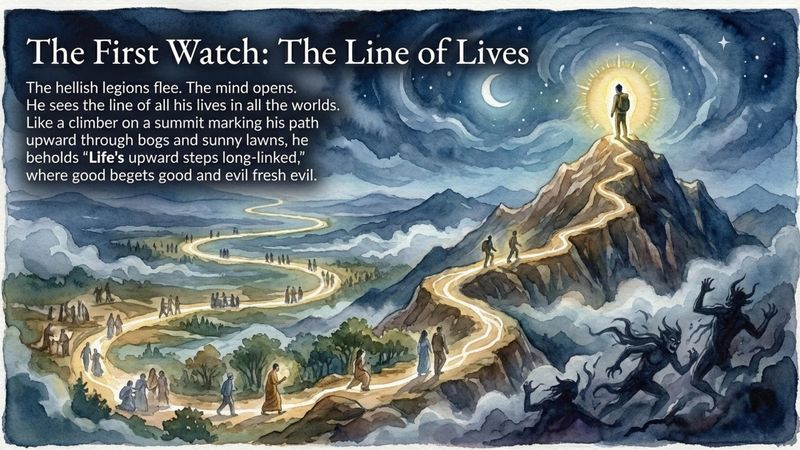 The First Watch: The Line of Lives
The hellish legions flee. The mind opens.
He sees the line of all his lives in all the worlds.
Like a climber on a summit marking his path
upward through bogs and sunny lawns, he
beholds “Life's upward steps long-linked,”
where good begets good and evil fresh evil.